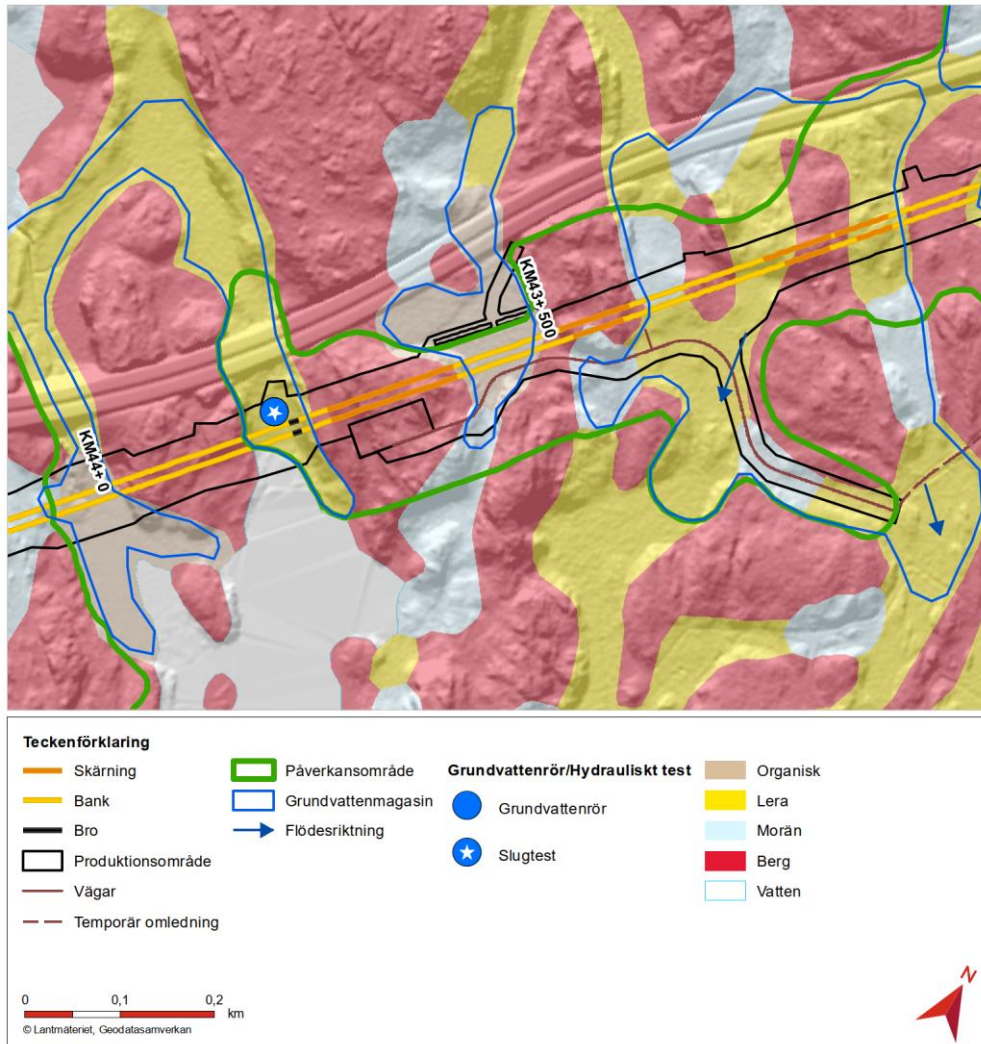 KM43+500
KM44+ 0
Teckenförklaring
Skärning
Bank
Bro
Produktionsområde
Vägar
Temporär omledning
Påverkansområde
Grundvattenmagasin
Flödesriktning
Grundvattenrör/Hydrauliskt test
Grundvattenrör
Slugtest
Organisk
Lera
Morän
Berg
Vatten
0 0,1 0,2
km
© Lantmäteriet, Geodatasamverkan
N